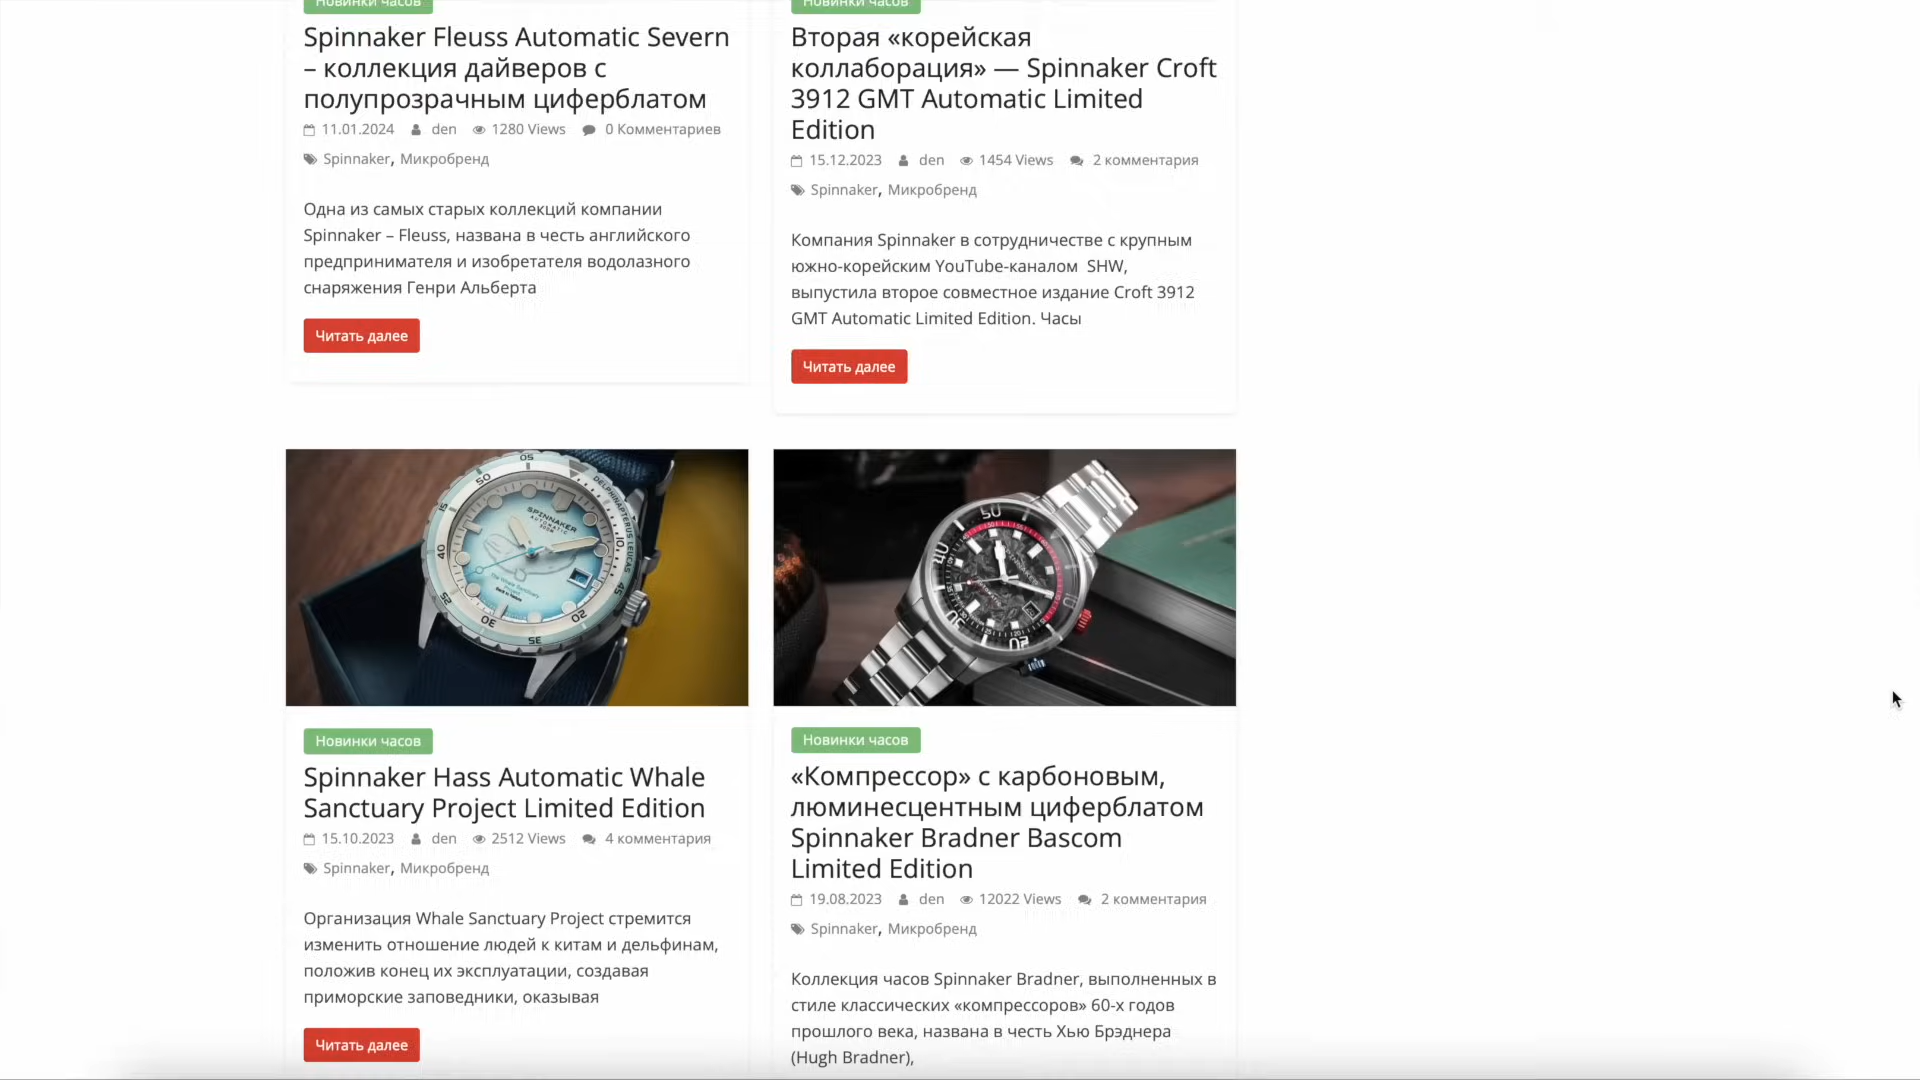 Новинки часов
Spinnaker Fleuss Automatic Severn
– коллекция дайверов с
полупрозрачным циферблатом
11.01.2024 den 1280 Views 0 Комментариев
Spinnaker, Микробренд
Одна из самых старых коллекций компании
Spinnaker – Fleuss, названа в честь английского
предпринимателя и изобретателя водолазного
снаряжения Генри Альберта
Читать далее
Новинки часов
Вторая «корейская
коллаборация» — Spinnaker Croft
3912 GMT Automatic Limited
Edition
15.12.2023 den 1454 Views 2 комментария
Spinnaker, Микробренд
Компания Spinnaker в сотрудничестве с крупным
южно-корейским YouTube-каналом SHW,
выпустила второе совместное издание Croft 3912
GMT Automatic Limited Edition. Часы
Читать далее
SPINNAKER
AUTOMATIC
DELPHINAPTERUS LEUCAS
Новинки часов
Spinnaker Hass Automatic Whale
Sanctuary Project Limited Edition
15.10.2023 den 2512 Views 4 комментария
Spinnaker, Микробренд
Организация Whale Sanctuary Project стремится
изменить отношение людей к китам и дельфинам,
положив конец их эксплуатации, создавая
приморские заповедники, оказывая
Читать далее
Новинки часов
«Компрессор» с карбоновым,
люминесцентным циферблатом
Spinnaker Bradner Bascom
Limited Edition
19.08.2023 den 12022 Views 2 комментария
Spinnaker, Микробренд
Коллекция часов Spinnaker Bradner, выполненных в
стиле классических «компрессоров» 60-х годов
прошлого века, названа в честь Хью Брэднера
(Hugh Bradner),